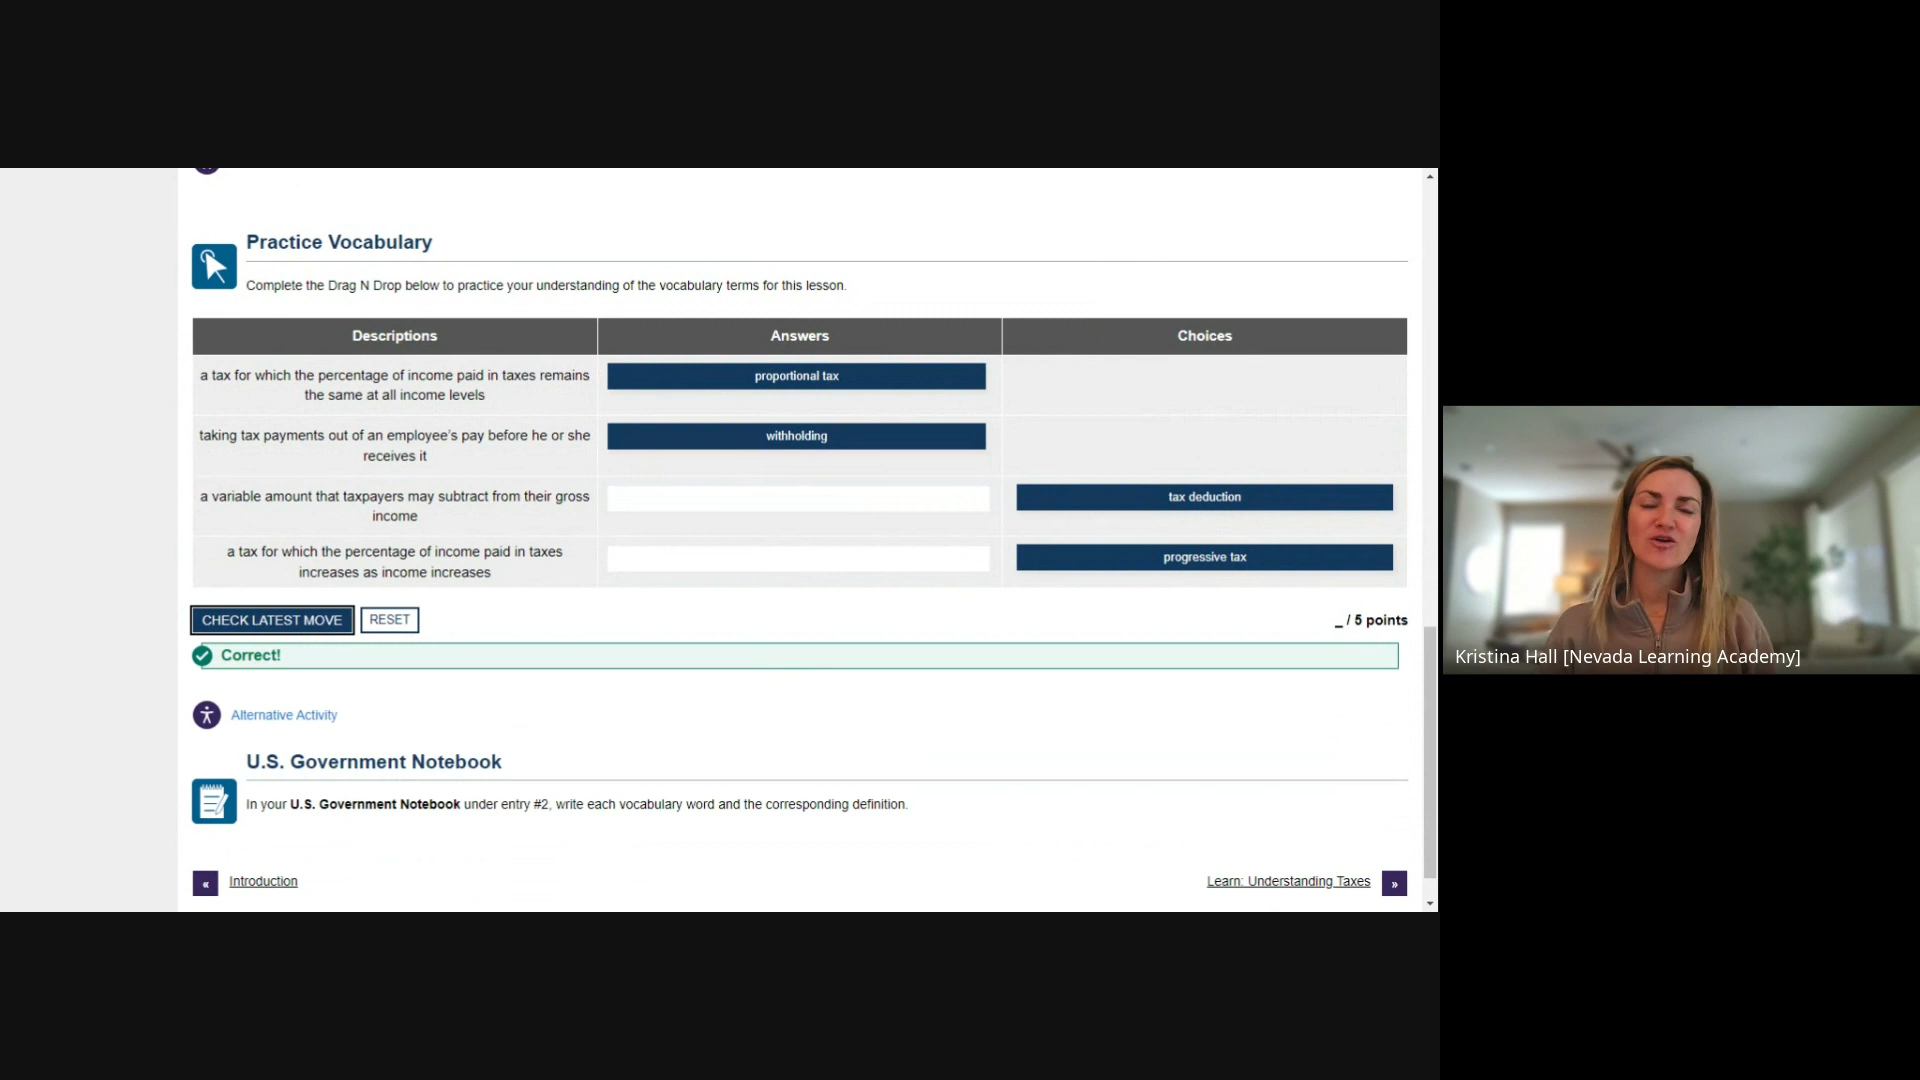 Practice Vocabulary
Complete the Drag N Drop below to practice your understanding of the vocabulary terms for this lesson.
Descriptions
Answers
Choices
a tax for which the percentage of income paid in taxes remains
the same at all income levels
proportional tax
taking tax payments out of an employee's pay before he or she
receives it
withholding
a variable amount that taxpayers may subtract from their gross
income
tax deduction
a tax for which the percentage of income paid in taxes
increases as income increases
progressive tax
CHECK LATEST MOVE
RESET
_ / 5 points
Correct!
Alternative Activity
U.S. Government Notebook
In your U.S. Government Notebook under entry #2, write each vocabulary word and the corresponding definition.
« Introduction
Learn: Understanding Taxes »
Kristina Hall [Nevada Learning Academy]